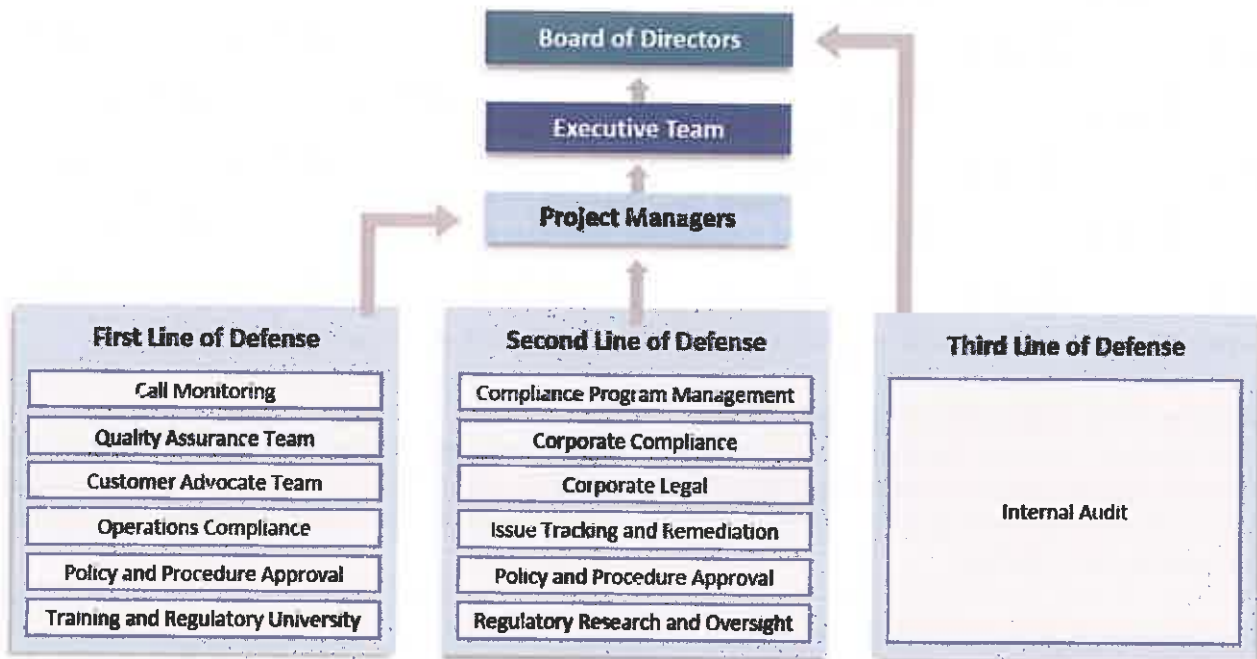 Board of Directors
Executive Team
Project Managers
First Line of Defense
Call Monitoring
Quality Assurance Team
Customer Advocate Team
Operations Compliance
Policy and Procedure Approval
Training and Regulatory University
Second Line of Defense
Compliance Program Management
Corporate Compliance
Corporate Legal
Issue Tracking and Remediation
Policy and Procedure Approval
Regulatory Research and Oversight
Third Line of Defense
Internal Audit